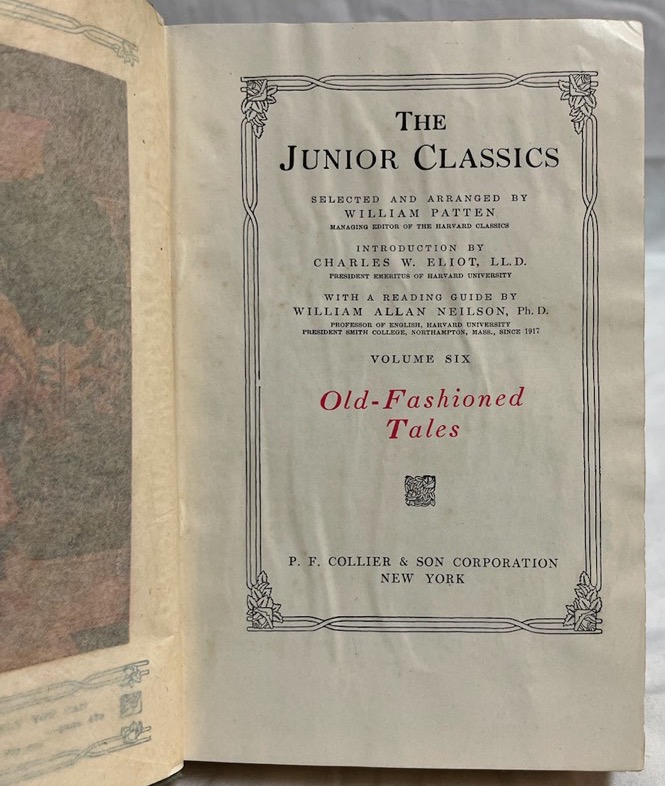 THE
JUNIOR CLASSICS
SELECTED AND ARRANGED BY
WILLIAM PATTEN
MANAGING EDITOR OF THE HARVARD CLASSICS
INTRODUCTION BY
CHARLES W. ELIOT, LL.D.
PRESIDENT EMERITUS OF HARVARD UNIVERSITY
WITH A READING GUIDE BY
WILLIAM ALLAN NEILSON, Ph.D.
PROFESSOR OF ENGLISH, HARVARD UNIVERSITY
PRESIDENT SMITH COLLEGE, NORTHAMPTON, MASS., SINCE 1917
VOLUME SIX
Old-Fashioned
Tales
P. F. COLLIER & SON CORPORATION
NEW YORK